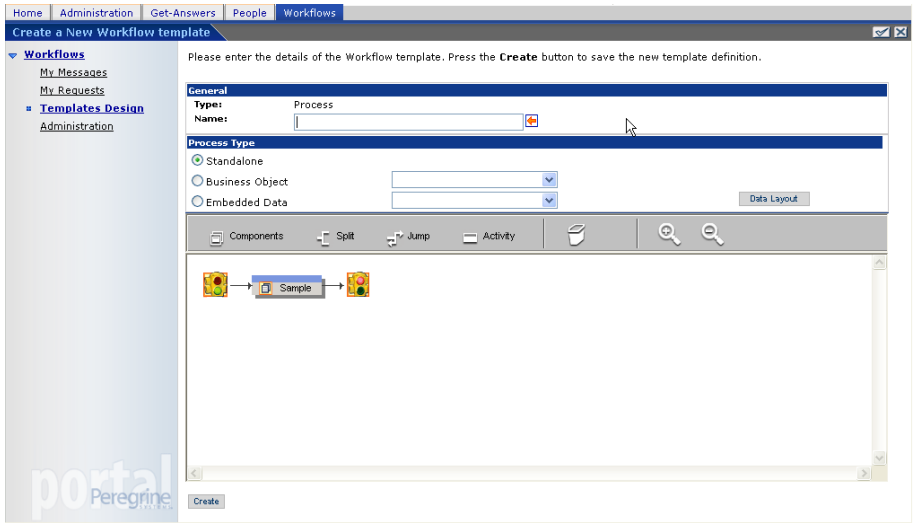 Home Administration Get-Answers People Workflows
Create a New Workflow template
Workflows
My Messages
My Requests
Templates Design
Administration
Please enter the details of the Workflow template. Press the Create button to save the new template definition.
General
Type: Process
Name:
Process Type
Standalone
Business Object
Embedded Data
Data Layout
Components Split Jump Activity
Sample
portal
Peregrine
Create